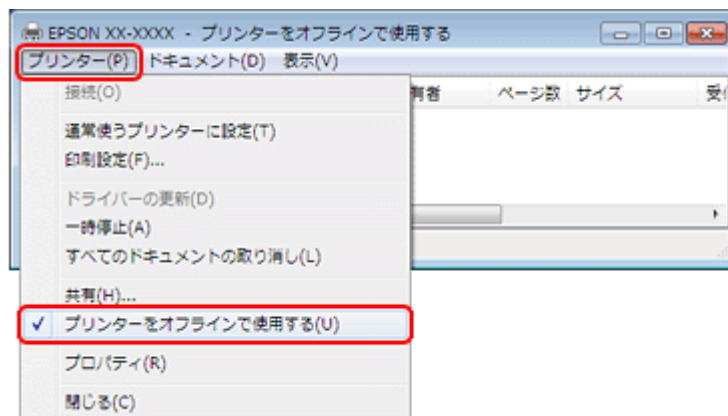 EPSON XX-XXXX - プリンターをオフラインで使用する
プリンター(P) ドキュメント(D) 表示(V)
接続(O)
有者 ページ数 サイズ
通常使うプリンターに設定(T)
印刷設定(F)...
ドライバーの更新(D)
一時停止(A)
すべてのドキュメントの取り消し(L)
共有(H)...
プリンターをオフラインで使用する(U)
プロパティ(R)
閉じる(C)